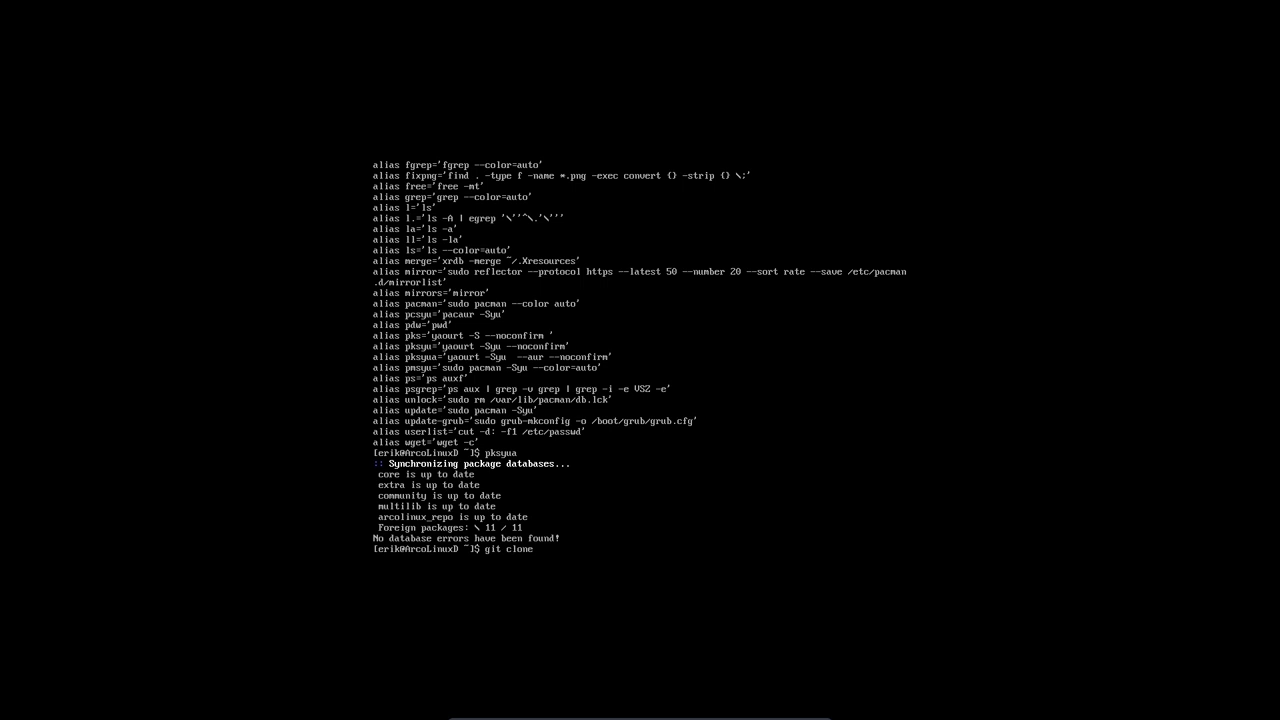 alias fgrep='fgrep --color=auto'
alias fixpng='find . -type f -name *.png -exec convert {} -strip {} \;'
alias free='free -mt'
alias grep='grep --color=auto'
alias l='ls'
alias l.='ls -A | egrep '\''^\.'\'''
alias la='ls -a'
alias ll='ls -la'
alias ls='ls --color=auto'
alias merge='xrdb -merge ~/.Xresources'
alias mirror='sudo reflector --protocol https --latest 50 --number 20 --sort rate --save /etc/pacman
.d/mirrorlist'
alias mirrors='mirror'
alias pacman='sudo pacman --color auto'
alias pcsyu='pacaur -Syu'
alias pdw='pwd'
alias pks='yaourt -S --noconfirm '
alias pksyu='yaourt -Syu --noconfirm'
alias pksyua='yaourt -Syu  --aur --noconfirm'
alias pmsyu='sudo pacman -Syu --color=auto'
alias ps='ps auxf'
alias psgrep='ps aux | grep -v grep | grep -i -e VSZ -e'
alias unlock='sudo rm /var/lib/pacman/db.lck'
alias update='sudo pacman -Syu'
alias update-grub='sudo grub-mkconfig -o /boot/grub/grub.cfg'
alias userlist='cut -d: -f1 /etc/passwd'
alias wget='wget -c'
[erik@ArcoLinuxD ~]$ pksyua
:: Synchronizing package databases...
 core is up to date
 extra is up to date
 community is up to date
 multilib is up to date
 arcolinux_repo is up to date
 Foreign packages: \ 11 / 11
No database errors have been found!
[erik@ArcoLinuxD ~]$ git clone